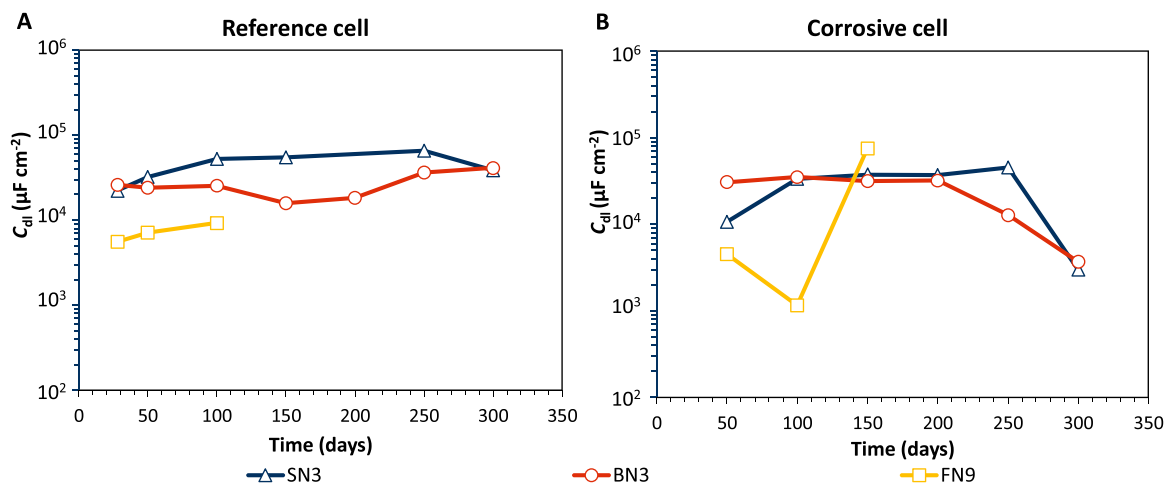 A
Reference cell
10⁶
10⁵
10⁴
10³
10²
C_dl (µF cm⁻²)
0 50 100 150 200 250 300 350
Time (days)
B
Corrosive cell
10⁶
10⁵
10⁴
10³
10²
C_dl (µF cm⁻²)
0 50 100 150 200 250 300 350
Time (days)
SN3 BN3 FN9